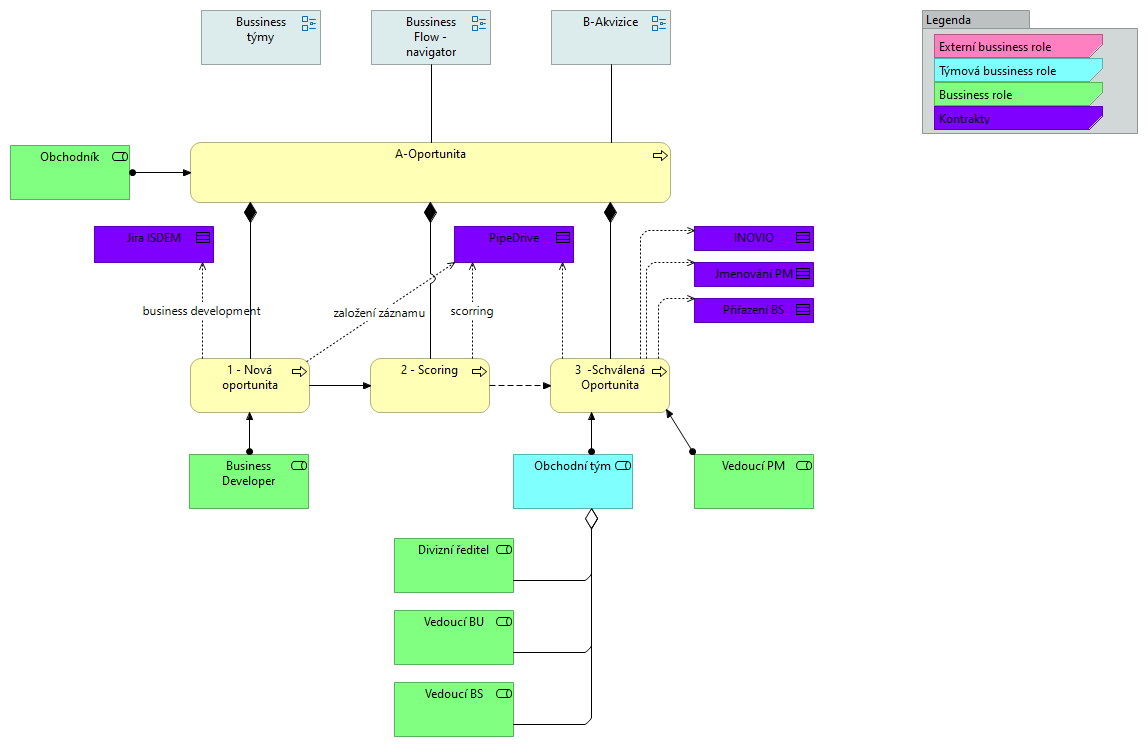 Bussiness
týmy
Bussiness
Flow -
navigator
B-Akvizice
Legenda
Externí bussiness role
Týmová bussiness role
Bussiness role
Kontrakty
Obchodník
A-Oportunita
Jira ISDEM
PipeDrive
INOVIO
Jmenování PM
Přiřazení BS
business development
založení záznamu
scorring
1 - Nová
oportunita
2 - Scoring
3 -Schválená
Oportunita
Business
Developer
Obchodní tým
Vedoucí PM
Divizní ředitel
Vedoucí BU
Vedoucí BS